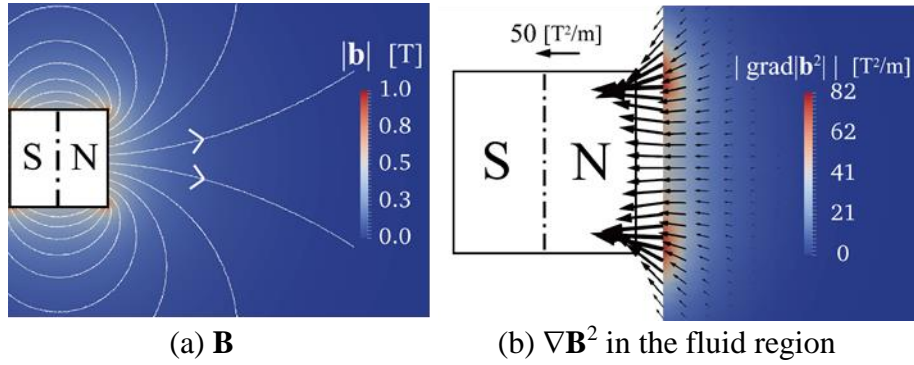 |b| [T]
1.0
0.8
0.5
0.3
0.0
S N
(a) B
50 [T²/m]
| grad|b²| | [T²/m]
82
62
41
21
0
S N
(b) ∇B² in the fluid region